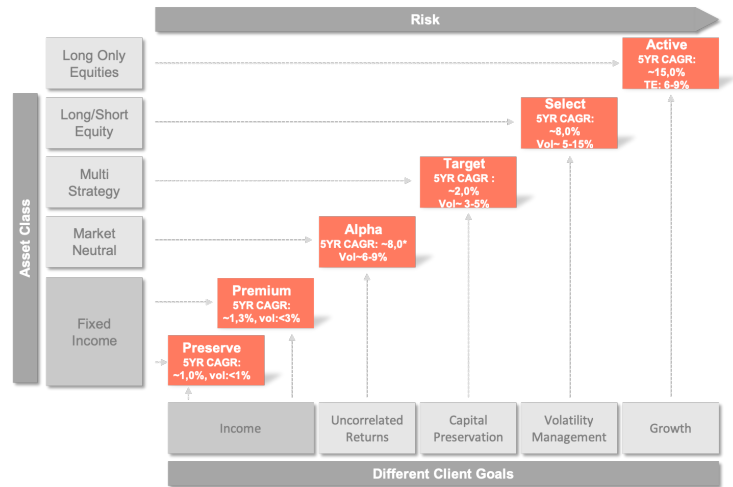 Risk
Long Only
Equities
Active
5YR CAGR:
~15,0%
TE: 6-9%
Long/Short
Equity
Select
5YR CAGR:
~8,0%
Vol~ 5-15%
Multi
Strategy
Target
5YR CAGR :
~2,0%
Vol~ 3-5%
Market
Neutral
Alpha
5YR CAGR: ~8,0*
Vol~6-9%
Asset Class
Fixed
Income
Premium
5YR CAGR:
~1,3%, vol:<3%
Preserve
5YR CAGR:
~1,0%, vol:<1%
Income
Uncorrelated
Returns
Capital
Preservation
Volatility
Management
Growth
Different Client Goals